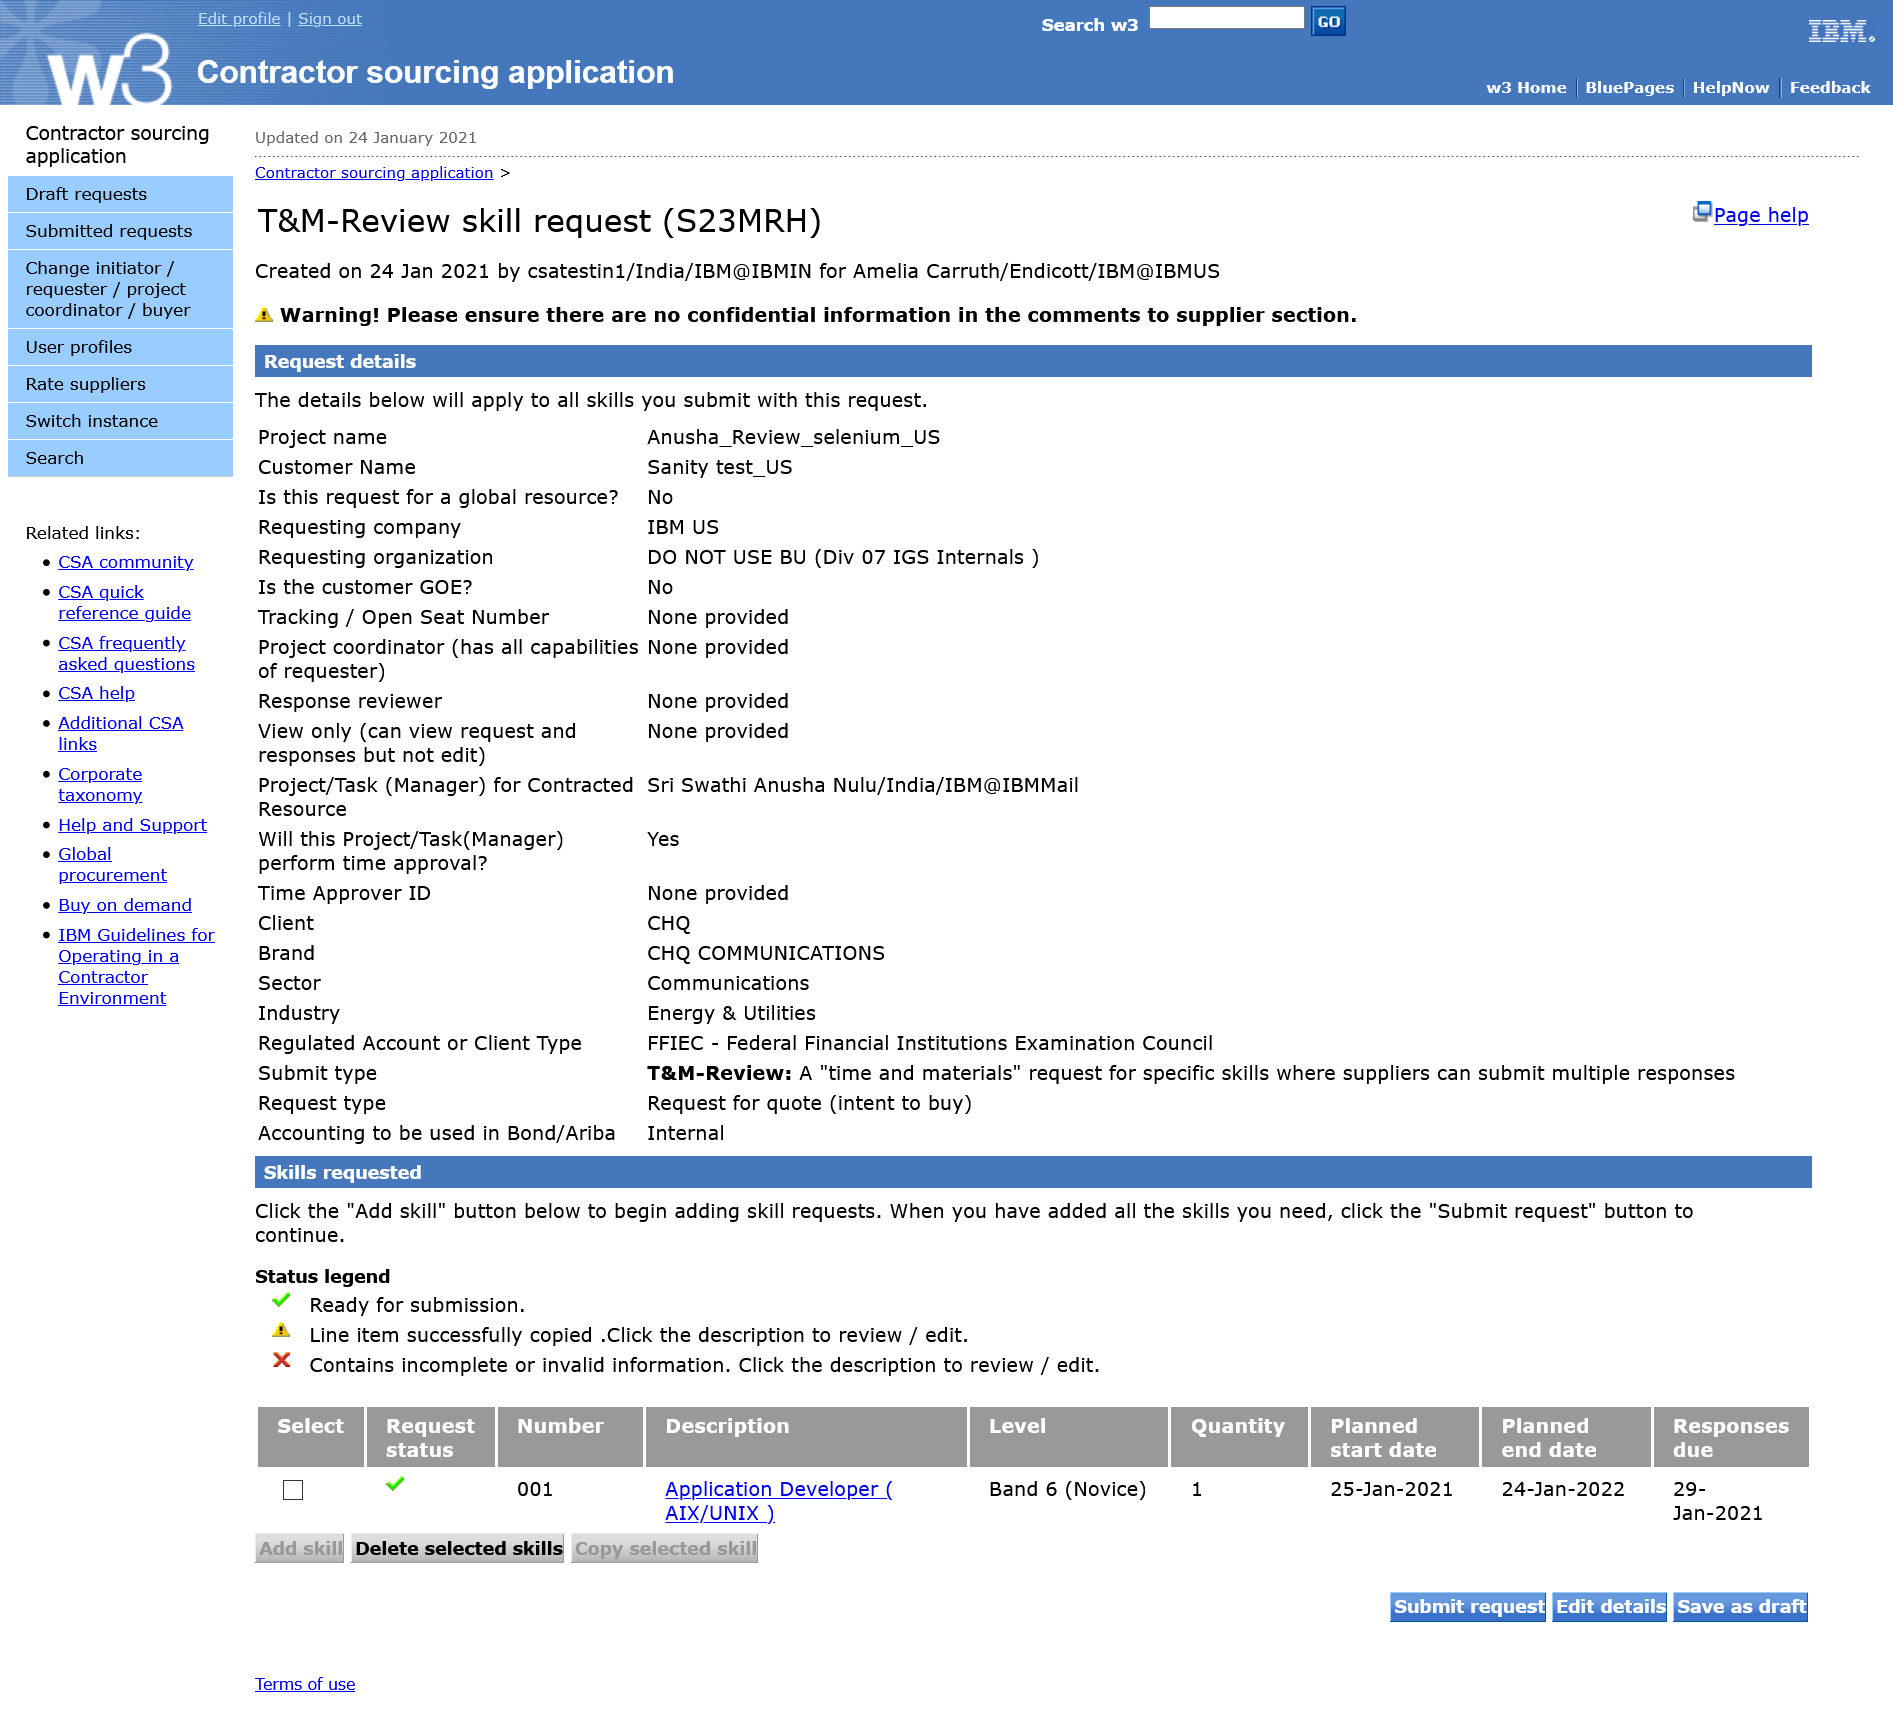 Edit profile | Sign out
Search w3
GO
IBM.
w3
Contractor sourcing application
w3 Home
BluePages
HelpNow
Feedback
Contractor sourcing
application
Draft requests
Submitted requests
Change initiator /
requester / project
coordinator / buyer
User profiles
Rate suppliers
Switch instance
Search
Related links:
CSA community
CSA quick
reference guide
CSA frequently
asked questions
CSA help
Additional CSA
links
Corporate
taxonomy
Help and Support
Global
procurement
Buy on demand
IBM Guidelines for
Operating in a
Contractor
Environment
Updated on 24 January 2021
Contractor sourcing application >
T&M-Review skill request (S23MRH)
Page help
Created on 24 Jan 2021 by csatestin1/India/IBM@IBMIN for Amelia Carruth/Endicott/IBM@IBMUS
Warning! Please ensure there are no confidential information in the comments to supplier section.
Request details
The details below will apply to all skills you submit with this request.
Project name Anusha_Review_selenium_US
Customer Name Sanity test_US
Is this request for a global resource? No
Requesting company IBM US
Requesting organization DO NOT USE BU (Div 07 IGS Internals )
Is the customer GOE? No
Tracking / Open Seat Number None provided
Project coordinator (has all capabilities None provided
of requester)
Response reviewer None provided
View only (can view request and None provided
responses but not edit)
Project/Task (Manager) for Contracted Sri Swathi Anusha Nulu/India/IBM@IBMMail
Resource
Will this Project/Task(Manager) Yes
perform time approval?
Time Approver ID None provided
Client CHQ
Brand CHQ COMMUNICATIONS
Sector Communications
Industry Energy & Utilities
Regulated Account or Client Type FFIEC - Federal Financial Institutions Examination Council
Submit type T&M-Review: A "time and materials" request for specific skills where suppliers can submit multiple responses
Request type Request for quote (intent to buy)
Accounting to be used in Bond/Ariba Internal
Skills requested
Click the "Add skill" button below to begin adding skill requests. When you have added all the skills you need, click the "Submit request" button to
continue.
Status legend
Ready for submission.
Line item successfully copied .Click the description to review / edit.
Contains incomplete or invalid information. Click the description to review / edit.
Select Request Number Description Level Quantity Planned Planned Responses
status start date end date due
001 Application Developer ( Band 6 (Novice) 1 25-Jan-2021 24-Jan-2022 29-
AIX/UNIX ) Jan-2021
Add skill Delete selected skills Copy selected skill
Submit request Edit details Save as draft
Terms of use